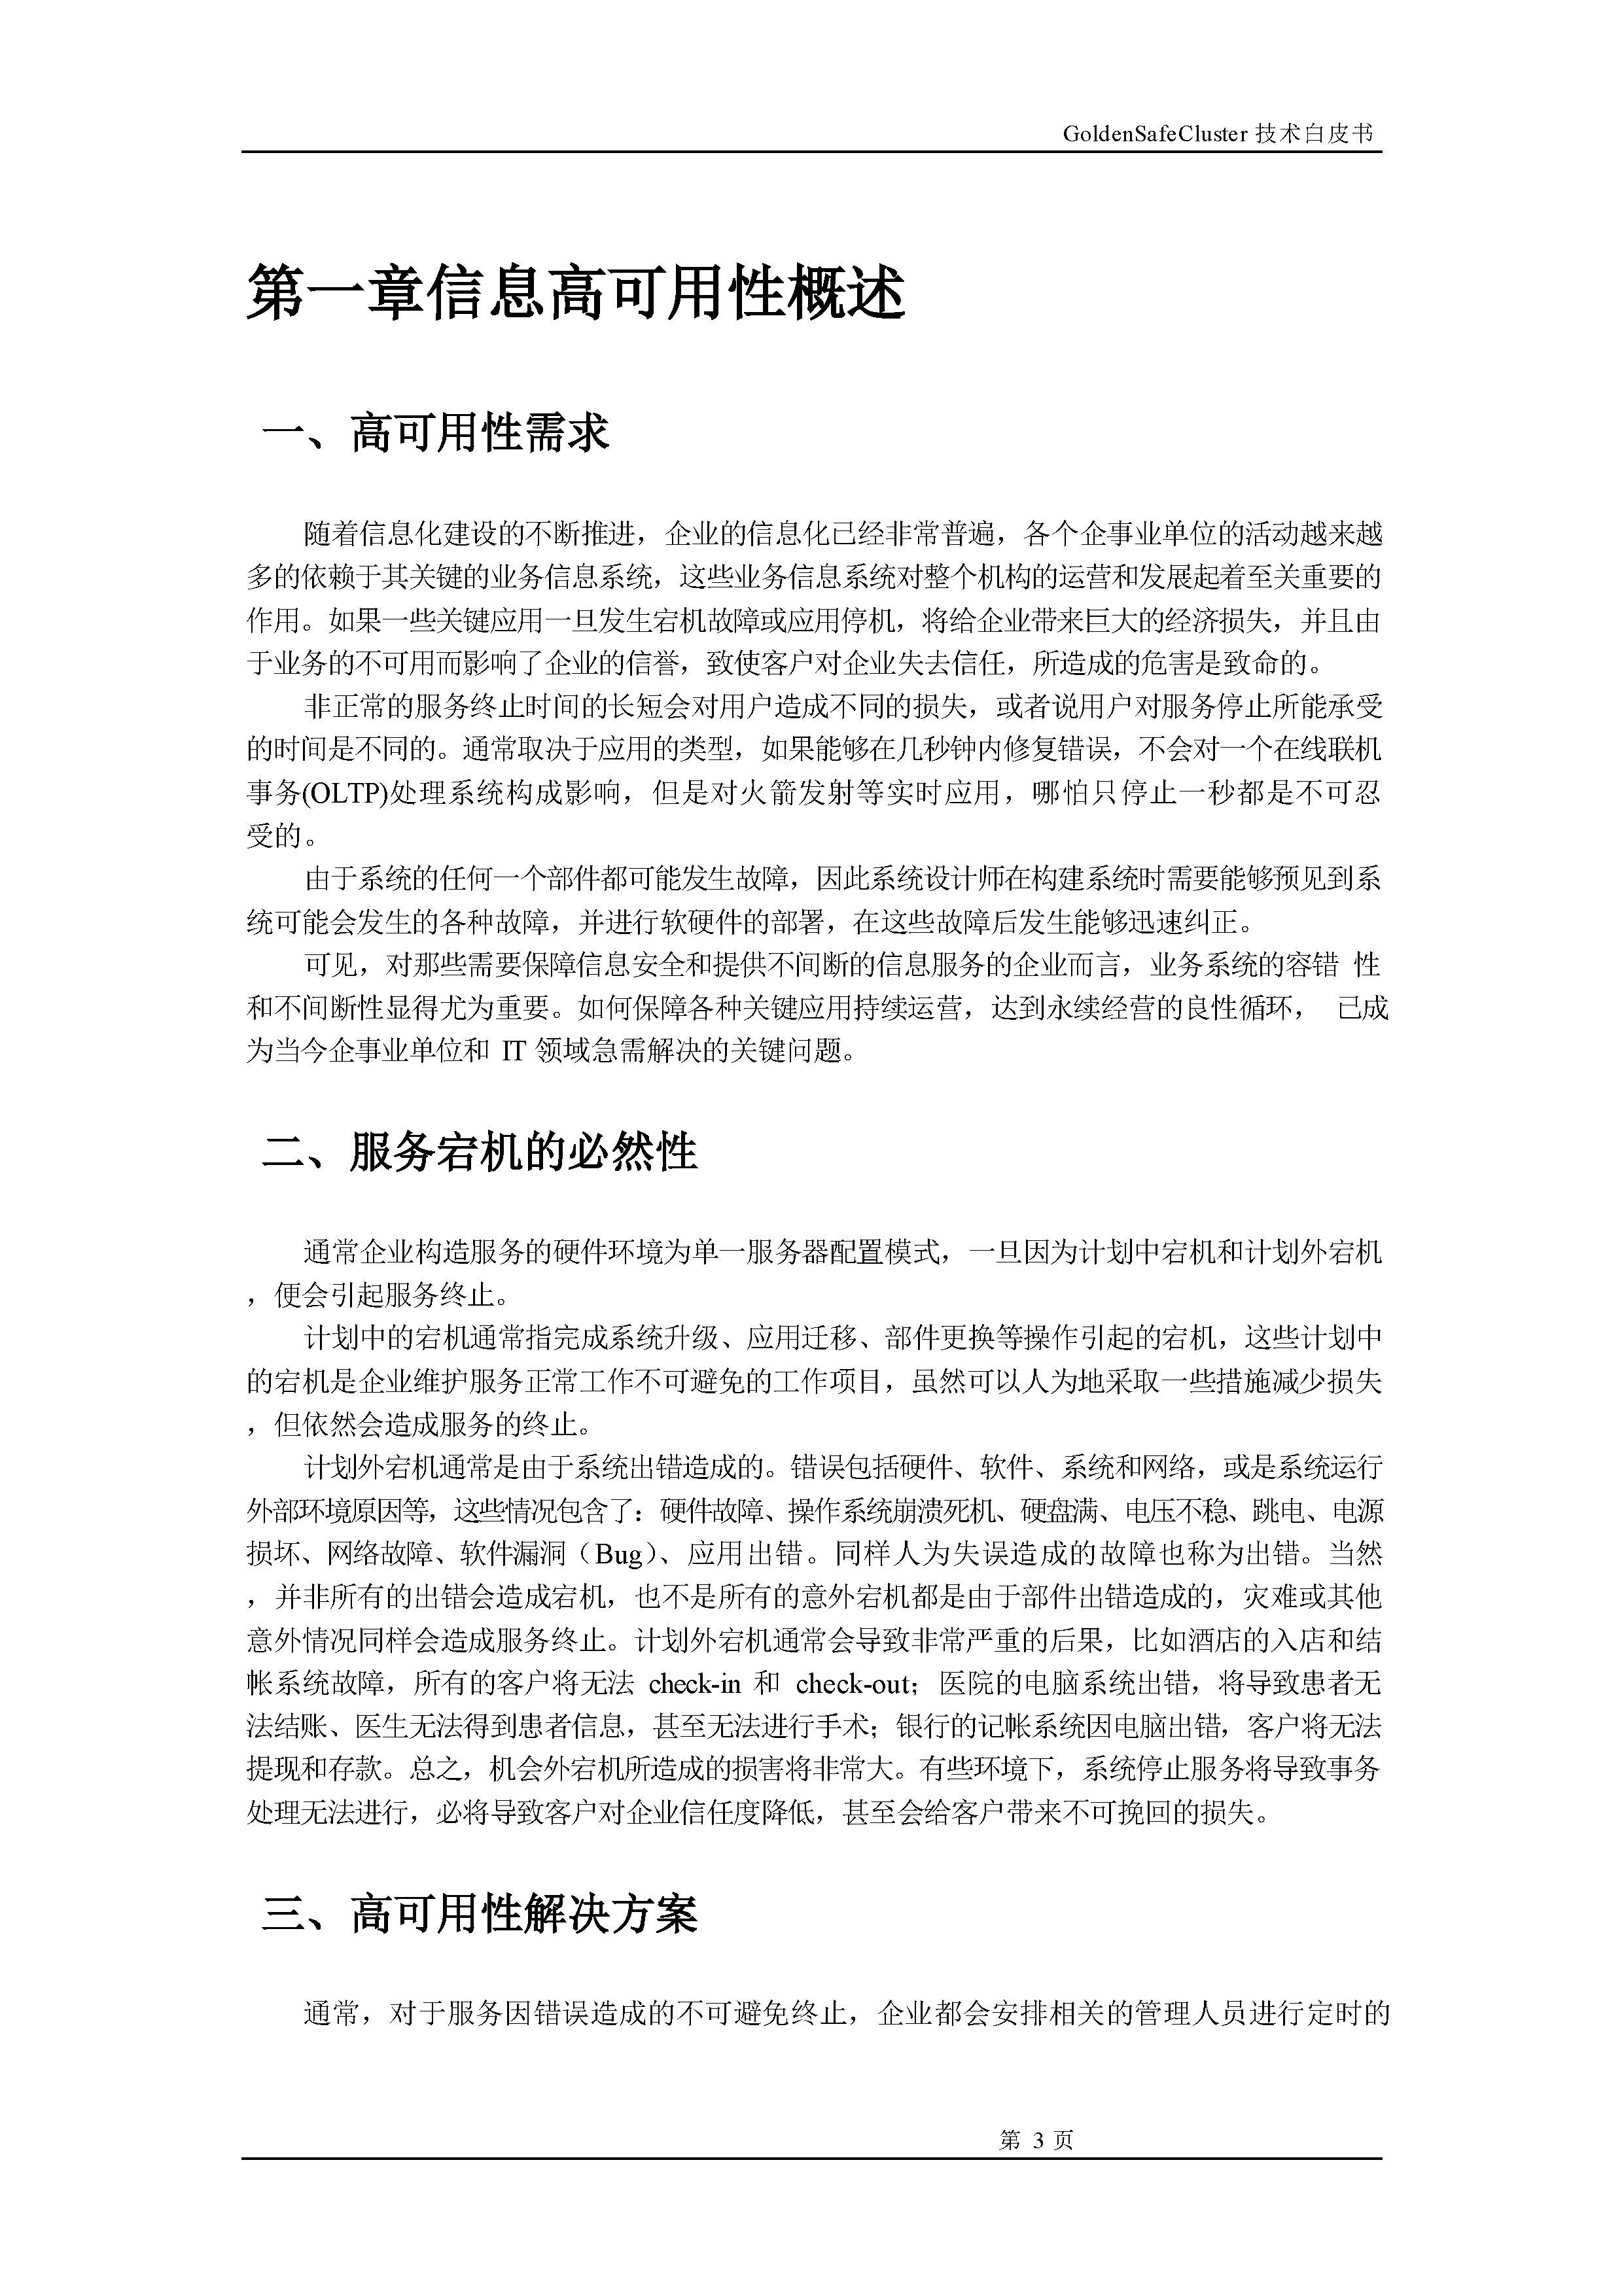 GoldenSafeCluster 技术白皮书
第一章信息高可用性概述
一、高可用性需求
随着信息化建设的不断推进，企业的信息化已经非常普遍，各个企事业单位的活动越来越
多的依赖于其关键的业务信息系统，这些业务信息系统对整个机构的运营和发展起着至关重要的
作用。如果一些关键应用一旦发生宕机故障或应用停机，将给企业带来巨大的经济损失，并且由
于业务的不可用而影响了企业的信誉，致使客户对企业失去信任，所造成的危害是致命的。
非正常的服务终止时间的长短会对用户造成不同的损失，或者说用户对服务停止所能承受
的时间是不同的。通常取决于应用的类型，如果能够在几秒钟内修复错误，不会对一个在线联机
事务(OLTP)处理系统构成影响，但是对火箭发射等实时应用，哪怕只停止一秒都是不可忍
受的。
由于系统的任何一个部件都可能发生故障，因此系统设计师在构建系统时需要能够预见到系
统可能会发生的各种故障，并进行软硬件的部署，在这些故障后发生能够迅速纠正。
可见，对那些需要保障信息安全和提供不间断的信息服务的企业而言，业务系统的容错 性
和不间断性显得尤为重要。如何保障各种关键应用持续运营，达到永续经营的良性循环， 已成
为当今企事业单位和 IT 领域急需解决的关键问题。
二、服务宕机的必然性
通常企业构造服务的硬件环境为单一服务器配置模式，一旦因为计划中宕机和计划外宕机
，便会引起服务终止。
计划中的宕机通常指完成系统升级、应用迁移、部件更换等操作引起的宕机，这些计划中
的宕机是企业维护服务正常工作不可避免的工作项目，虽然可以人为地采取一些措施减少损失
，但依然会造成服务的终止。
计划外宕机通常是由于系统出错造成的。错误包括硬件、软件、系统和网络，或是系统运行
外部环境原因等，这些情况包含了：硬件故障、操作系统崩溃死机、硬盘满、电压不稳、跳电、电源
损坏、网络故障、软件漏洞（Bug）、应用出错。同样人为失误造成的故障也称为出错。当然
，并非所有的出错会造成宕机，也不是所有的意外宕机都是由于部件出错造成的，灾难或其他
意外情况同样会造成服务终止。计划外宕机通常会导致非常严重的后果，比如酒店的入店和结
帐系统故障，所有的客户将无法 check-in 和 check-out；医院的电脑系统出错，将导致患者无
法结账、医生无法得到患者信息，甚至无法进行手术；银行的记帐系统因电脑出错，客户将无法
提现和存款。总之，机会外宕机所造成的损害将非常大。有些环境下，系统停止服务将导致事务
处理无法进行，必将导致客户对企业信任度降低，甚至会给客户带来不可挽回的损失。
三、高可用性解决方案
通常，对于服务因错误造成的不可避免终止，企业都会安排相关的管理人员进行定时的
第 3 页